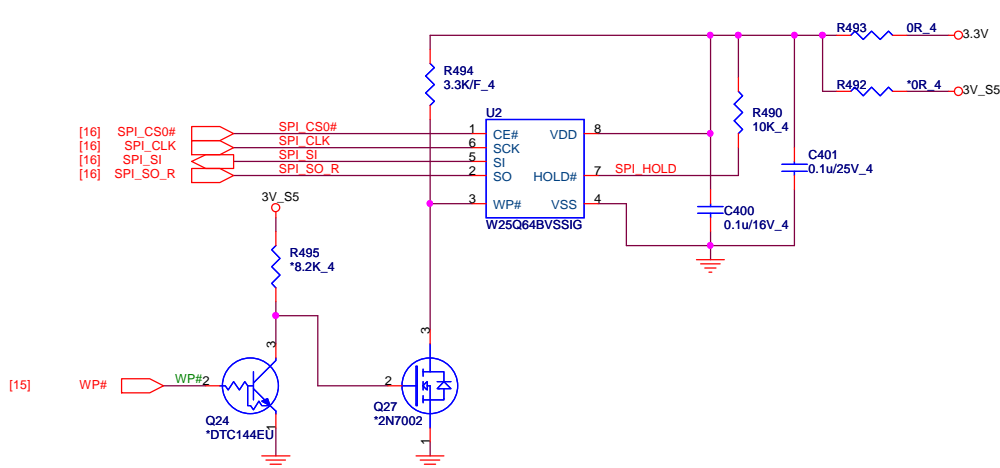 R493 0R_4 3.3V
R494
3.3K/F_4
R492 *0R_4 3V_S5
U2
R490
10K_4
[16] SPI_CS0# SPI_CS0# 1 CE# VDD 8
[16] SPI_CLK SPI_CLK 6 SCK
[16] SPI_SI SPI_SI 5 SI
[16] SPI_SO_R SPI_SO_R 2 SO HOLD# 7 SPI_HOLD
C401
0.1u/25V_4
3V_S5
3 WP# VSS 4
W25Q64BVSSIG
C400
0.1u/16V_4
R495
*8.2K_4
3
3
[15] WP# WP# 2
2
Q24
*DTC144EU
1
Q27
*2N7002
1